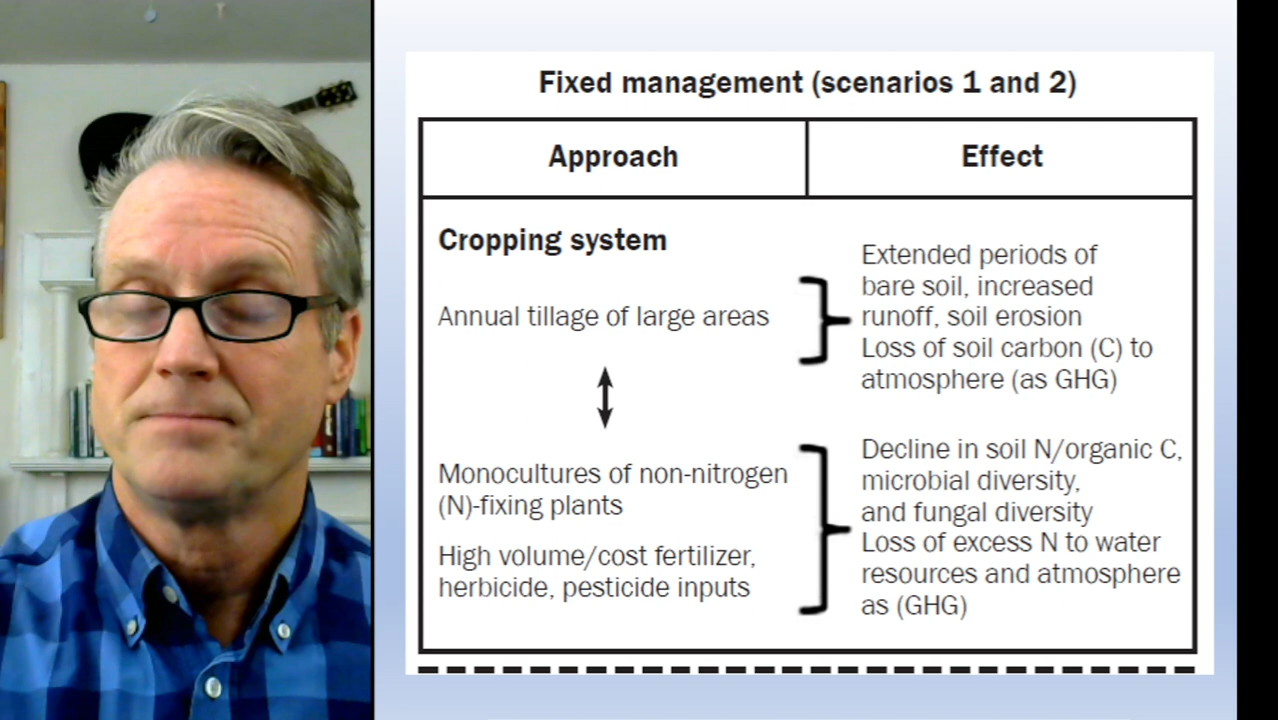 Fixed management (scenarios 1 and 2)
Approach
Effect
Cropping system
Annual tillage of large areas
Extended periods of
bare soil, increased
runoff, soil erosion
Loss of soil carbon (C) to
atmosphere (as GHG)
Monocultures of non-nitrogen
(N)-fixing plants
High volume/cost fertilizer,
herbicide, pesticide inputs
Decline in soil N/organic C,
microbial diversity,
and fungal diversity
Loss of excess N to water
resources and atmosphere
as (GHG)